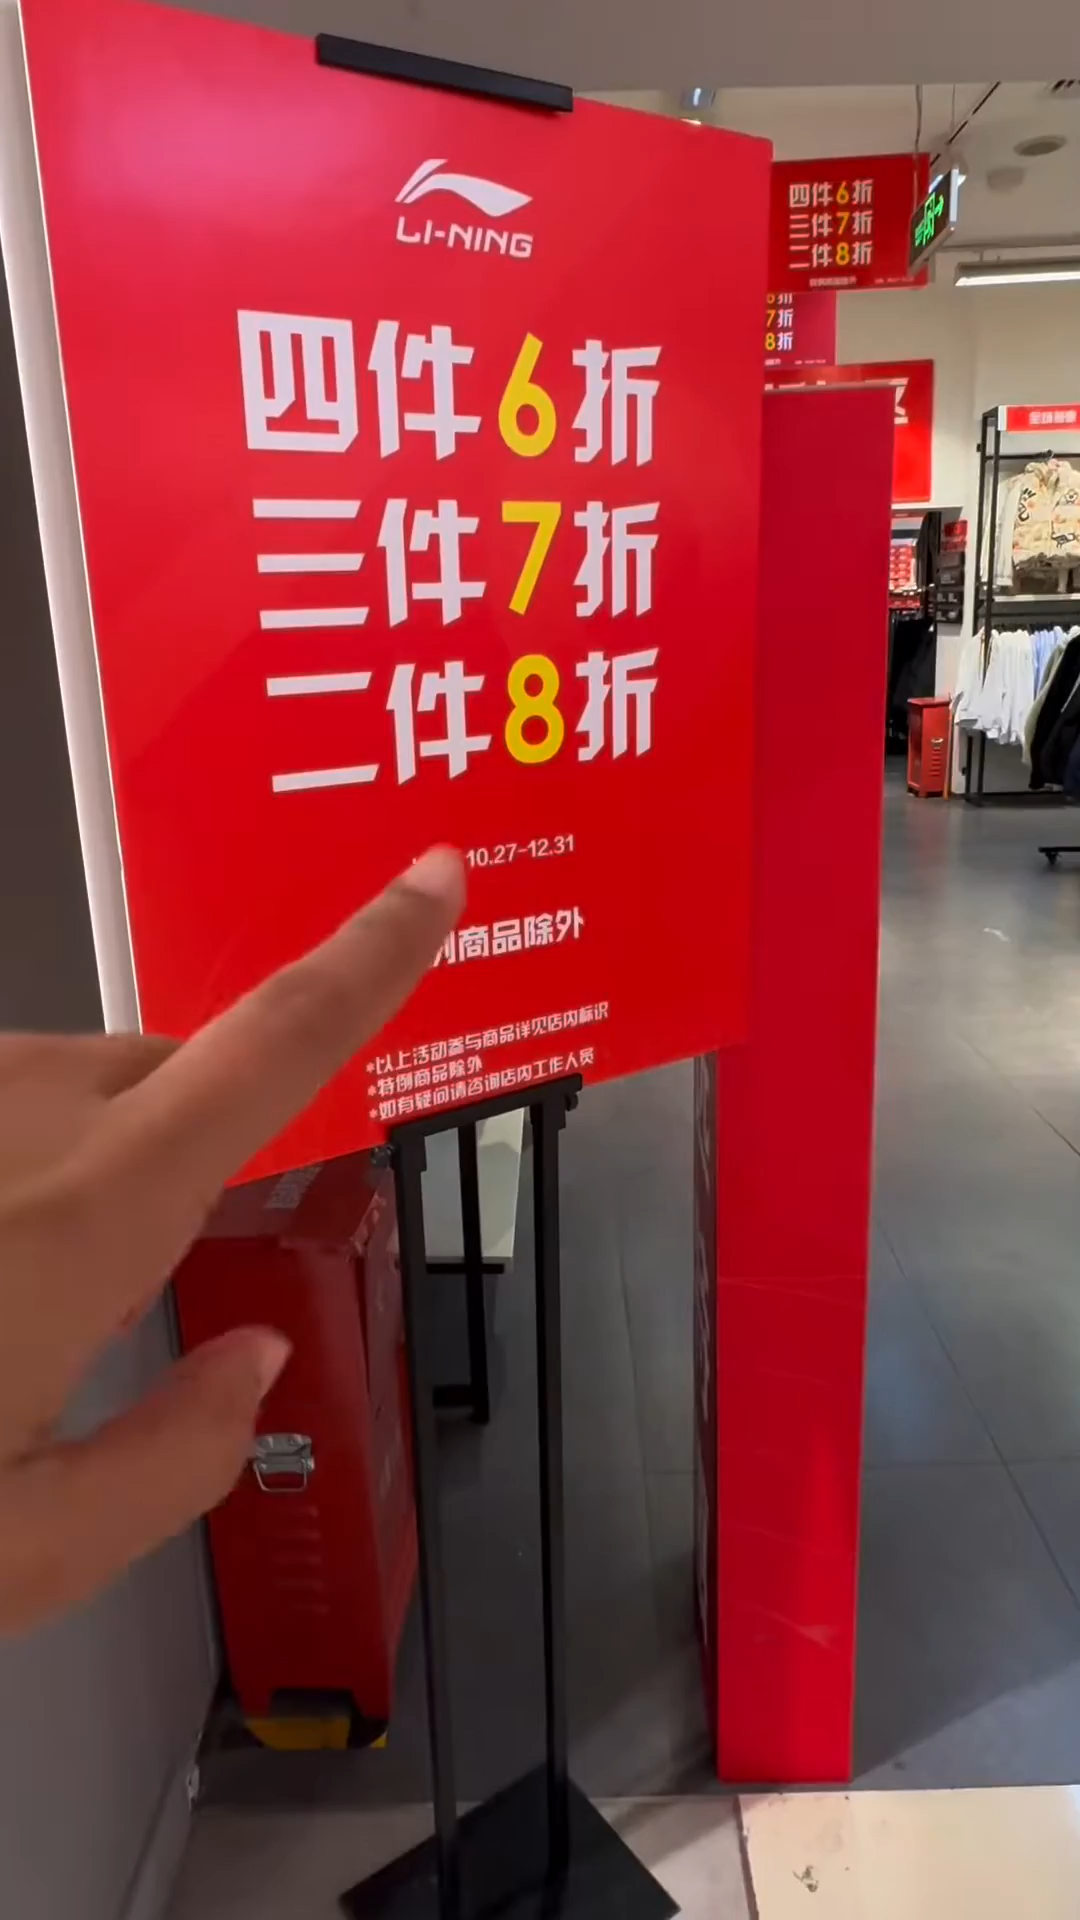 LI-NING
四件6折
三件7折
二件8折
10.27-12.31
商品除外
*以上活动参与商品详见店内标识
*特例商品除外
*如有疑问请咨询店内工作人员
四件6折
三件7折
二件8折
6折
7折
8折